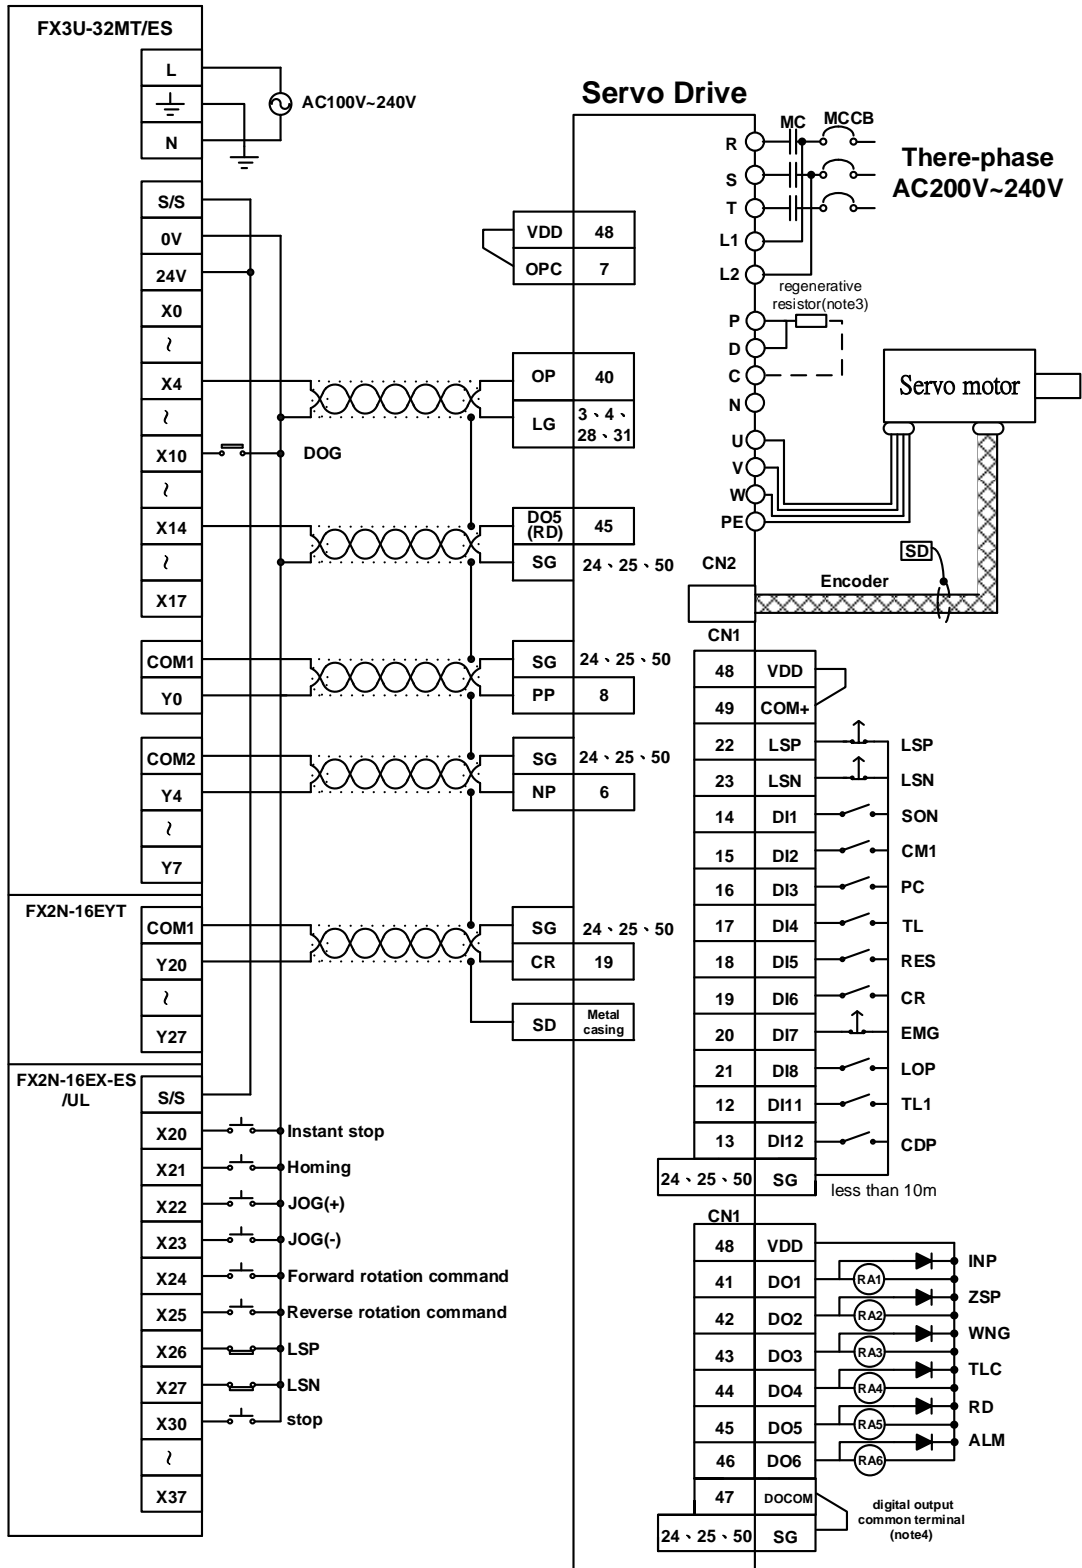 FX3U-32MT/ES
L
N
AC100V~240V
S/S
0V
24V
X0
~
X4
~
X10
DOG
~
X14
~
X17
COM1
Y0
COM2
Y4
~
Y7
FX2N-16EYT
COM1
Y20
~
Y27
FX2N-16EX-ES
/UL
S/S
X20
Instant stop
X21
Homing
X22
JOG(+)
X23
JOG(-)
X24
Forward rotation command
X25
Reverse rotation command
X26
LSP
X27
LSN
X30
stop
~
X37
Servo Drive
VDD 48
OPC 7
OP 40
LG 3、4、
28、31
DO5
(RD) 45
SG 24、25、50
SG 24、25、50
PP 8
SG 24、25、50
NP 6
SG 24、25、50
CR 19
SD Metal
casing
MC MCCB
R
S
T
L1
L2
There-phase
AC200V~240V
regenerative
resistor(note3)
P
D
C
N
U
V
W
PE
Servo motor
SD
CN2
Encoder
CN1
48 VDD
49 COM+
22 LSP LSP
23 LSN LSN
14 DI1 SON
15 DI2 CM1
16 DI3 PC
17 DI4 TL
18 DI5 RES
19 DI6 CR
20 DI7 EMG
21 DI8 LOP
12 DI11 TL1
13 DI12 CDP
24、25、50 SG
less than 10m
CN1
48 VDD
INP
41 DO1 RA1
ZSP
42 DO2 RA2
WNG
43 DO3 RA3
TLC
44 DO4 RA4
RD
45 DO5 RA5
ALM
46 DO6 RA6
47 DOCOM
24、25、50 SG
digital output
common terminal
(note4)